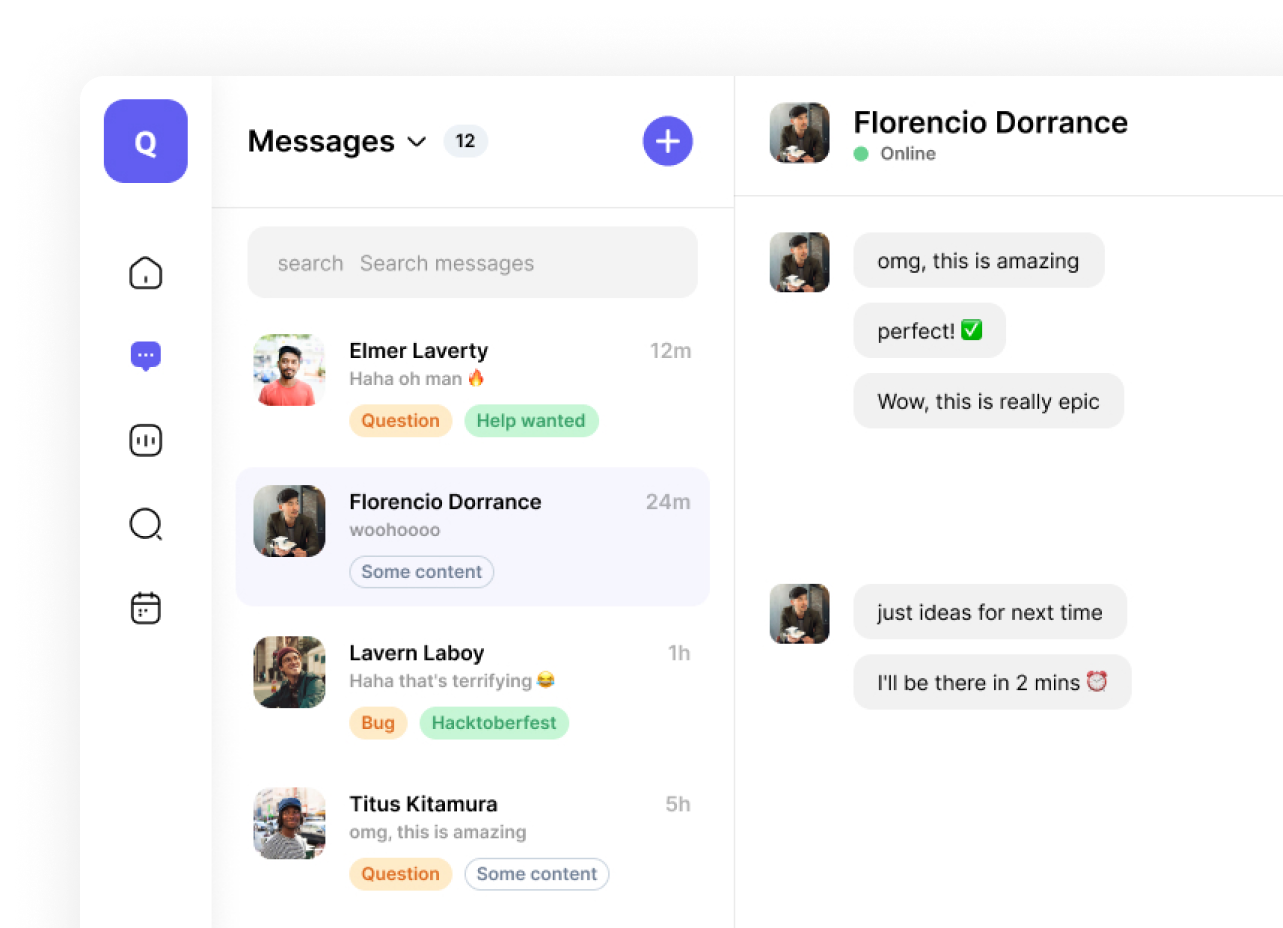 Q
Messages 12
search Search messages
Elmer Laverty 12m
Haha oh man 🔥
Question Help wanted
Florencio Dorrance 24m
woohoooo
Some content
Lavern Laboy 1h
Haha that's terrifying 😂
Bug Hacktoberfest
Titus Kitamura 5h
omg, this is amazing
Question Some content
Florencio Dorrance
Online
omg, this is amazing
perfect! ✅
Wow, this is really epic
just ideas for next time
I'll be there in 2 mins ⏰